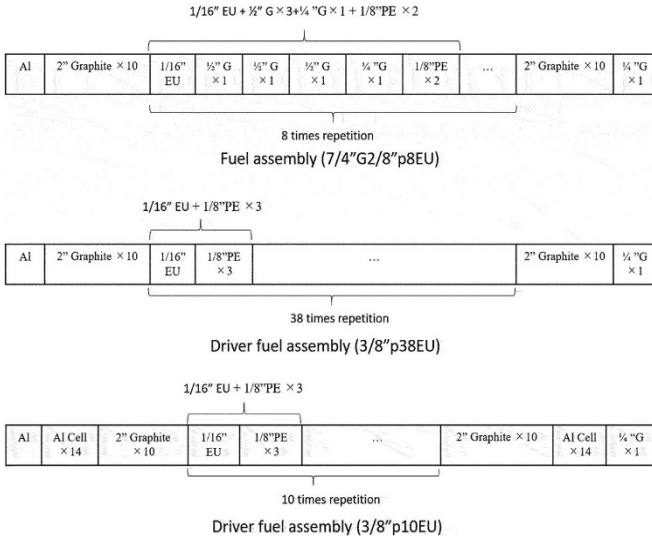 1/16” EU + ½” G ×3+¼ ”G×1 + 1/8”PE ×2
Al
2” Graphite ×10
1/16”
EU
½” G
×1
½” G
×1
½” G
×1
¼ ”G
×1
1/8”PE
×2
…
2” Graphite ×10
¼ ”G
×1
8 times repetition
Fuel assembly (7/4”G2/8”p8EU)
1/16” EU + 1/8”PE ×3
Al
2” Graphite ×10
1/16”
EU
1/8”PE
×3
…
2” Graphite ×10
¼ ”G
×1
38 times repetition
Driver fuel assembly (3/8”p38EU)
1/16” EU + 1/8”PE ×3
Al
Al Cell
×14
2” Graphite
×10
1/16”
EU
1/8”PE
×3
…
2” Graphite ×10
Al Cell
×14
¼ “G
×1
10 times repetition
Driver fuel assembly (3/8”p10EU)